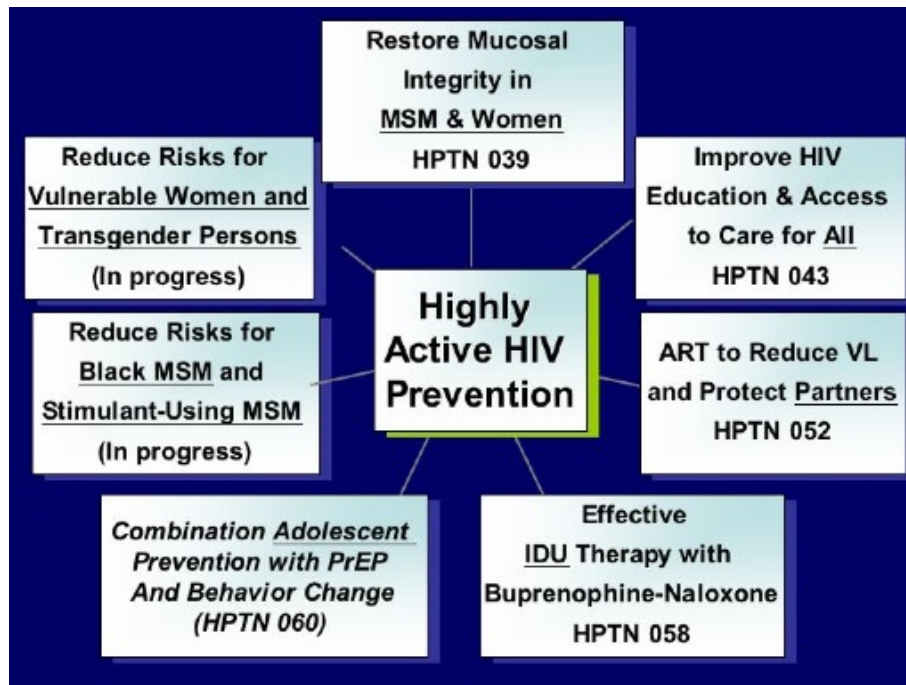 Restore Mucosal
Integrity in
MSM & Women
HPTN 039
Reduce Risks for
Vulnerable Women and
Transgender Persons
(In progress)
Improve HIV
Education & Access
to Care for All
HPTN 043
Highly
Active HIV
Prevention
Reduce Risks for
Black MSM and
Stimulant-Using MSM
(In progress)
ART to Reduce VL
and Protect Partners
HPTN 052
Combination Adolescent
Prevention with PrEP
And Behavior Change
(HPTN 060)
Effective
IDU Therapy with
Buprenophine-Naloxone
HPTN 058